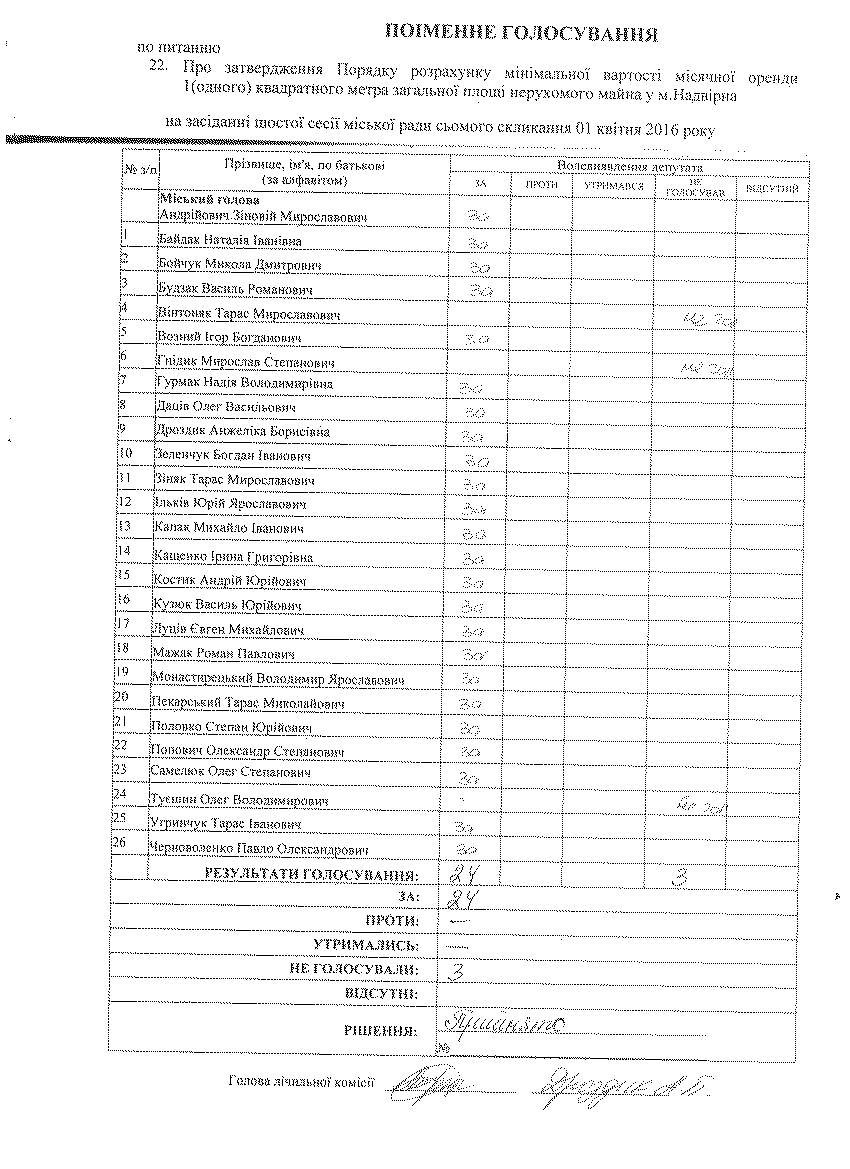 ПОІМЕННЕ ГОЛОСУВАННЯ
по питанню
22. Про затвердження Порядку розрахунку мінімальної вартості місячної оренди
1(одного) квадратного метра загальної площі нерухомого майна у м.Надвірна
на засіданні шостої сесії міської ради сьомого скликання 01 квітня 2016 року
№ з/п Прізвище, ім'я, по батькові Волевиявлення депутата
(за алфавітом) ЗА ПРОТИ УТРИМАВСЯ НЕ ГОЛОСУВАВ ВІДСУТНІЙ
Міський голова
Андрійович Зіновій Мирославович За
1 Байдак Наталія Іванівна За
2 Бойчук Микола Дмитрович За
3 Будзак Василь Романович За
4 Вінтоняк Тарас Мирославович Не гол
5 Возний Ігор Богданович За
6 Гнідик Мирослав Степанович Не гол
7 Гурмак Надія Володимирівна За
8 Даців Олег Васильович За
9 Дроздик Анжеліка Борисівна За
10 Зеленчук Богдан Іванович За
11 Зіняк Тарас Мирославович За
12 Ільків Юрій Ярославович За
13 Капак Михайло Іванович За
14 Кащенко Ірина Григорівна За
15 Костик Андрій Юрійович За
16 Кузюк Василь Юрійович За
17 Луців Євген Михайлович За
18 Мажак Роман Павлович За
19 Монастирецький Володимир Ярославович За
20 Пекарський Тарас Миколайович За
21 Половко Степан Юрійович За
22 Попович Олександр Степанович За
23 Самелюк Олег Степанович За
24 Туєшин Олег Володимирович Не гол
25 Угринчук Тарас Іванович За
26 Черноволенко Павло Олександрович За
РЕЗУЛЬТАТИ ГОЛОСУВАННЯ: 24 3
ЗА: 24
ПРОТИ: —
УТРИМАЛИСЬ: —
НЕ ГОЛОСУВАЛИ: 3
ВІДСУТНІ:
РІШЕННЯ: Прийнято
№
Голова лічильної комісії Дроздик А.Б.